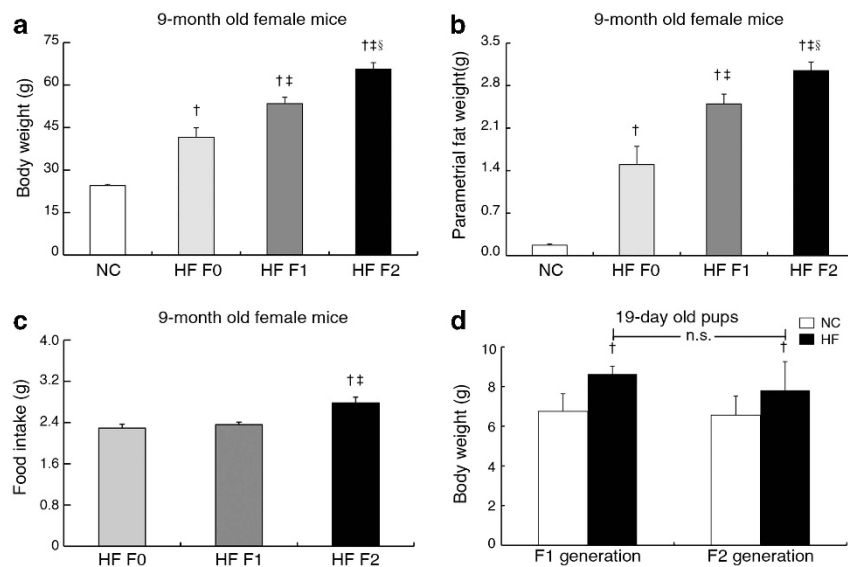 a
9-month old female mice
Body weight (g)
75
60
45
30
15
0
†
†‡
†‡§
NC
HF F0
HF F1
HF F2
b
9-month old female mice
Parametrial fat weight(g)
3.5
2.8
2.1
1.4
0.7
0.0
†
†‡
†‡§
NC
HF F0
HF F1
HF F2
c
9-month old female mice
Food intake (g)
4.0
3.2
2.4
1.6
0.8
0
†‡
HF F0
HF F1
HF F2
d
19-day old pups
NC
HF
n.s.
Body weight (g)
10
8
6
4
2
0
†
†
F1 generation
F2 generation